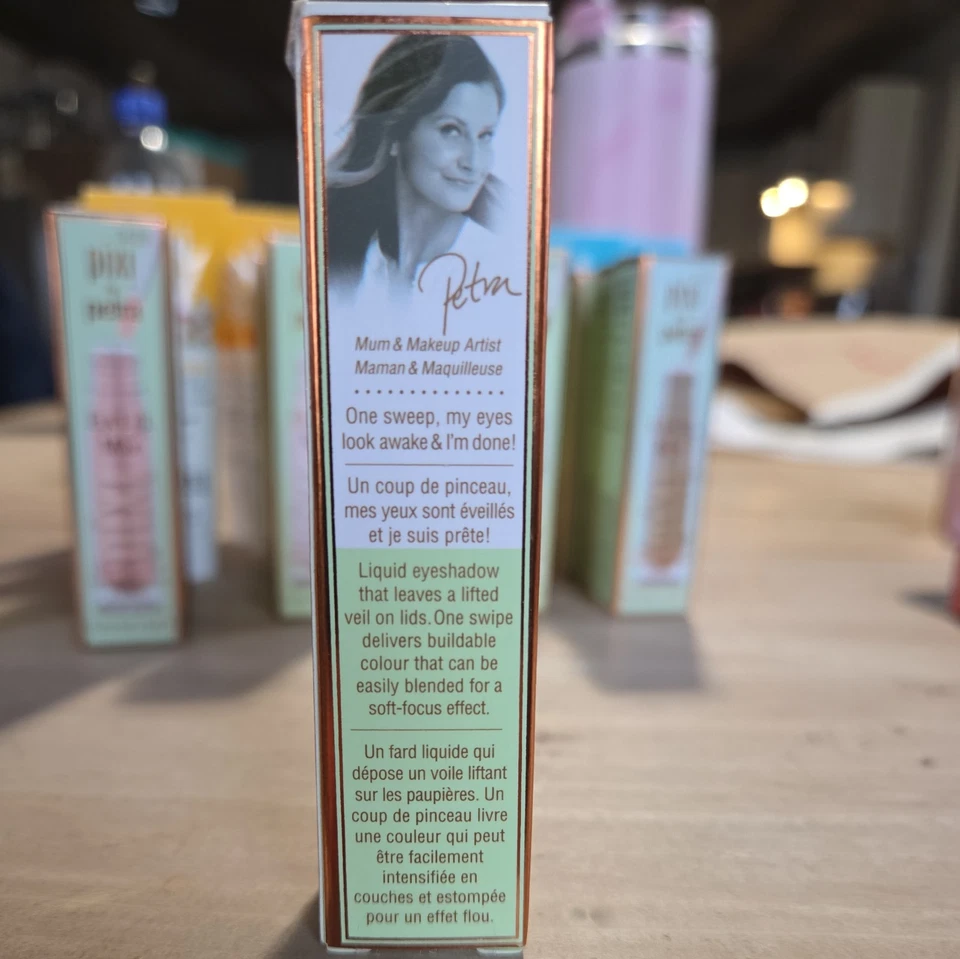 Petra
Mum & Makeup Artist
Maman & Maquilleuse
One sweep, my eyes
look awake & I'm done!
Un coup de pinceau,
mes yeux sont éveillés
et je suis prête!
Liquid eyeshadow
that leaves a lifted
veil on lids. One swipe
delivers buildable
colour that can be
easily blended for a
soft-focus effect.
Un fard liquide qui
dépose un voile liftant
sur les paupières. Un
coup de pinceau livre
une couleur qui peut
être facilement
intensifiée en
couches et estompée
pour un effet flou.
PIXI
petra